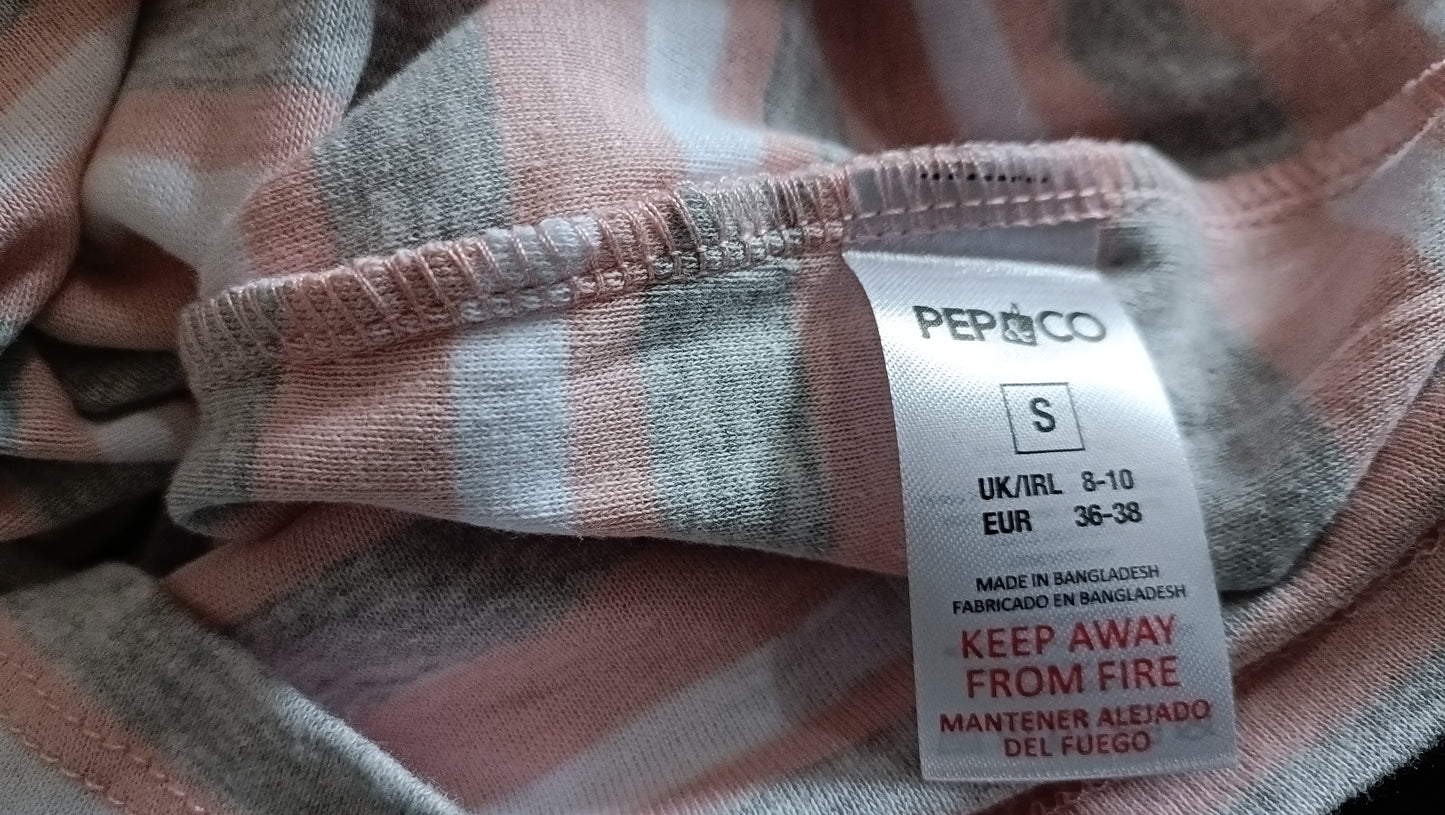 PEP&CO
S
UK/IRL 8-10
EUR 36-38
MADE IN BANGLADESH
FABRICADO EN BANGLADESH
KEEP AWAY
FROM FIRE
MANTENER ALEJADO
DEL FUEGO